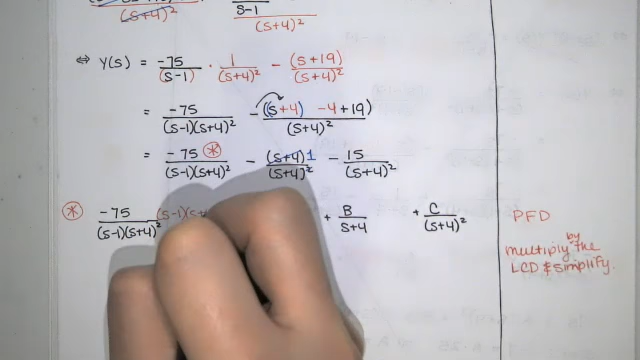 (s+4)² s-1 (s+4)²
⇔ Y(s) = -75/(s-1) · 1/(s+4)² - (s+19)/(s+4)²
= -75/(s-1)(s+4)² - ((s+4) -4+19)/(s+4)²
= -75 ⊛/(s-1)(s+4)² - (s+4)1/(s+4)² - 15/(s+4)²
⊛ -75/(s-1)(s+4)² (s-1)(s+ + B/s+4 + C/(s+4)² PFD
multiply by the
LCD & simplify.